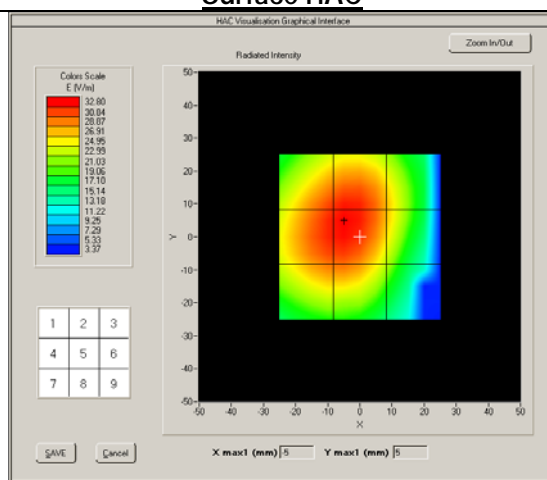 Surface HAC
HAC Visualisation Graphical Interface
Zoom In/Out
Radiated Intensity
Colors Scale
E (V/m)
32.80
30.84
28.87
26.91
24.95
22.99
21.03
19.06
17.10
15.14
13.18
11.22
9.25
7.29
5.33
3.37
50
40
30
20
10
0
-10
-20
-30
-40
-50
Y
-50 -40 -30 -20 -10 0 10 20 30 40 50
X
1 2 3
4 5 6
7 8 9
SAVE Cancel X max1 (mm) -5 Y max1 (mm) 5